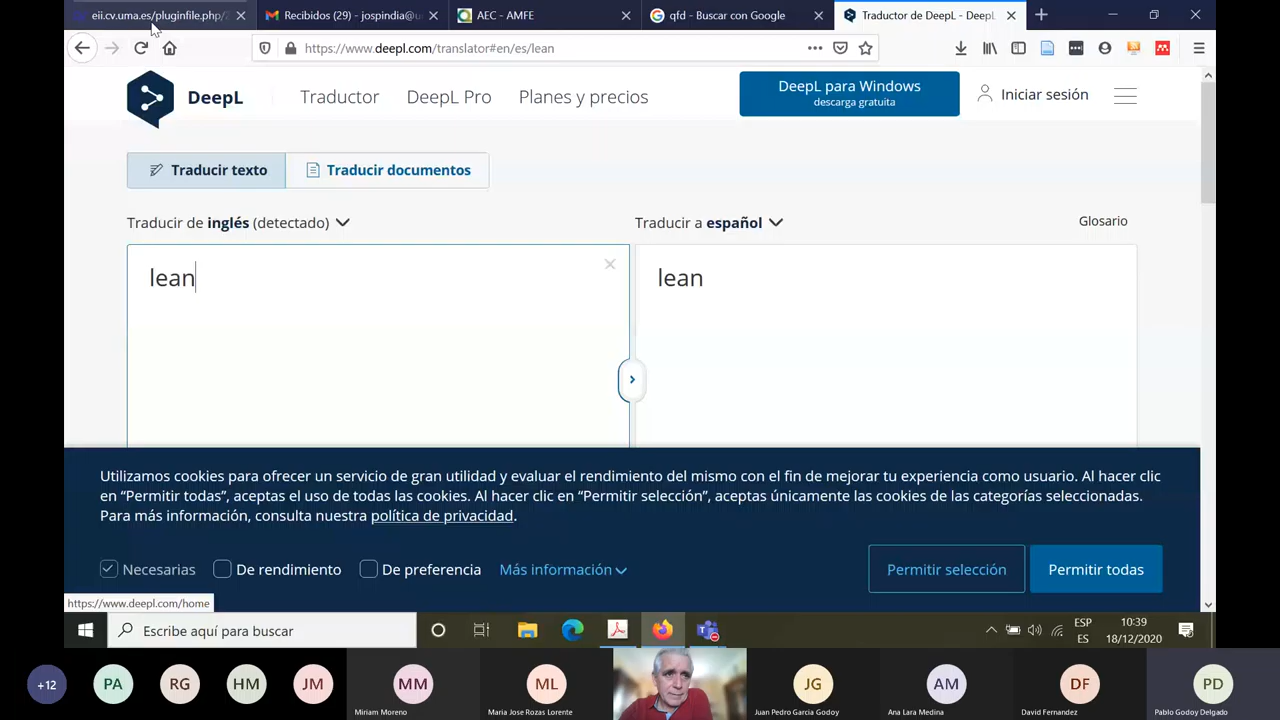 eii.cv.uma.es/pluginfile.php/2
Recibidos (29) - jospindia@u
AEC - AMFE
qfd - Buscar con Google
Traductor de DeepL - DeepL
https://www.deepl.com/translator#en/es/lean
DeepL
Traductor
DeepL Pro
Planes y precios
DeepL para Windows
descarga gratuita
Iniciar sesión
Traducir texto
Traducir documentos
Traducir de inglés (detectado)
Traducir a español
Glosario
lean
lean
Utilizamos cookies para ofrecer un servicio de gran utilidad y evaluar el rendimiento del mismo con el fin de mejorar tu experiencia como usuario. Al hacer clic
en “Permitir todas”, aceptas el uso de todas las cookies. Al hacer clic en “Permitir selección”, aceptas únicamente las cookies de las categorías seleccionadas.
Para más información, consulta nuestra política de privacidad.
Necesarias
De rendimiento
De preferencia
Más información
Permitir selección
Permitir todas
https://www.deepl.com/home
Escribe aquí para buscar
ESP
ES
10:39
18/12/2020
+12
PA
RG
HM
JM
MM
Miriam Moreno
ML
Maria Jose Rozas Lorente
JG
Juan Pedro Garcia Godoy
AM
Ana Lara Medina
DF
David Fernandez
PD
Pablo Godoy Delgado